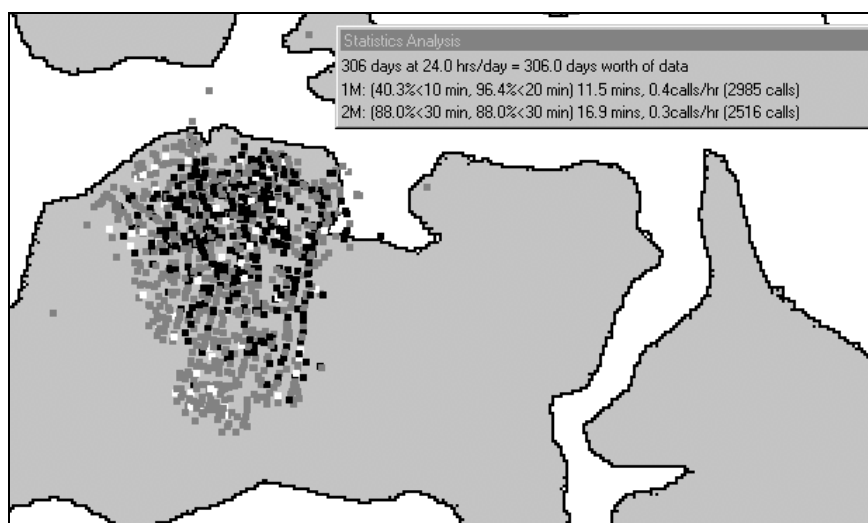 Statistics Analysis
306 days at 24.0 hrs/day = 306.0 days worth of data
1M: (40.3%<10 min, 96.4%<20 min) 11.5 mins, 0.4calls/hr (2985 calls)
2M: (88.0%<30 min, 88.0%<30 min) 16.9 mins, 0.3calls/hr (2516 calls)